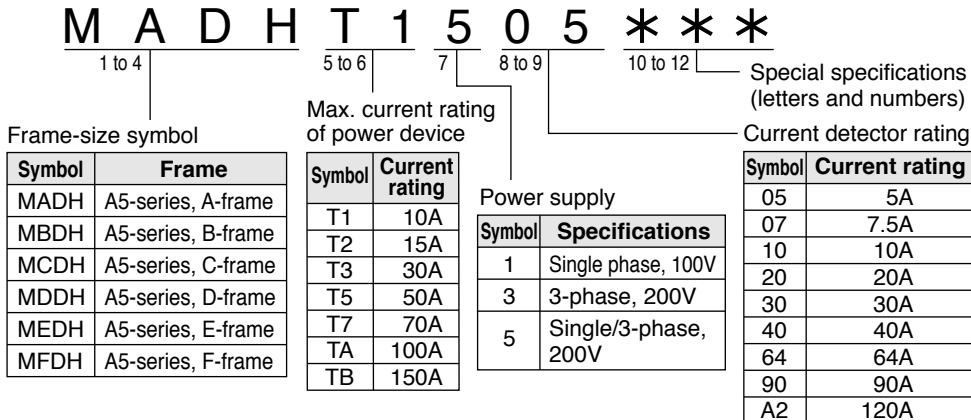 M A D H T 1 5 0 5 * * *
1 to 4 5 to 6 7 8 to 9 10 to 12
Special specifications
(letters and numbers)
Max. current rating
of power device
Frame-size symbol
Symbol Frame
MADH A5-series, A-frame
MBDH A5-series, B-frame
MCDH A5-series, C-frame
MDDH A5-series, D-frame
MEDH A5-series, E-frame
MFDH A5-series, F-frame
Symbol Current
rating
T1 10A
T2 15A
T3 30A
T5 50A
T7 70A
TA 100A
TB 150A
Power supply
Symbol Specifications
1 Single phase, 100V
3 3-phase, 200V
5 Single/3-phase,
200V
Current detector rating
Symbol Current rating
05 5A
07 7.5A
10 10A
20 20A
30 30A
40 40A
64 64A
90 90A
A2 120A